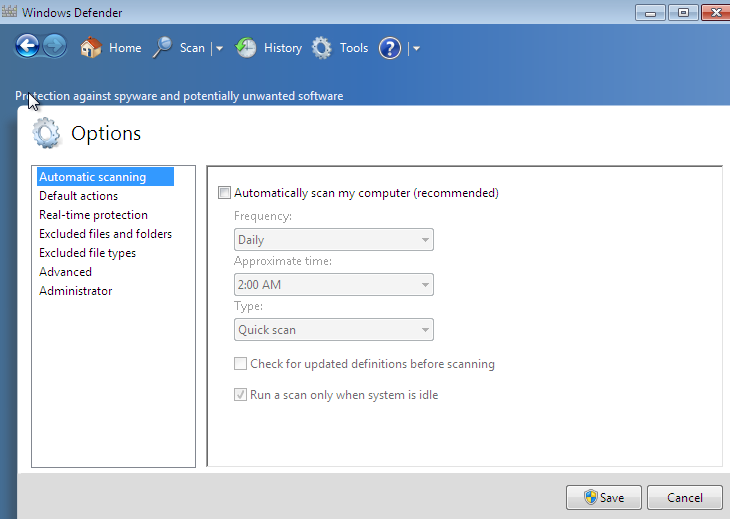 Windows Defender
Home Scan History Tools ?
Protection against spyware and potentially unwanted software
Options
Automatic scanning
Default actions
Real-time protection
Excluded files and folders
Excluded file types
Advanced
Administrator
Automatically scan my computer (recommended)
Frequency:
Daily
Approximate time:
2:00 AM
Type:
Quick scan
Check for updated definitions before scanning
Run a scan only when system is idle
Save Cancel